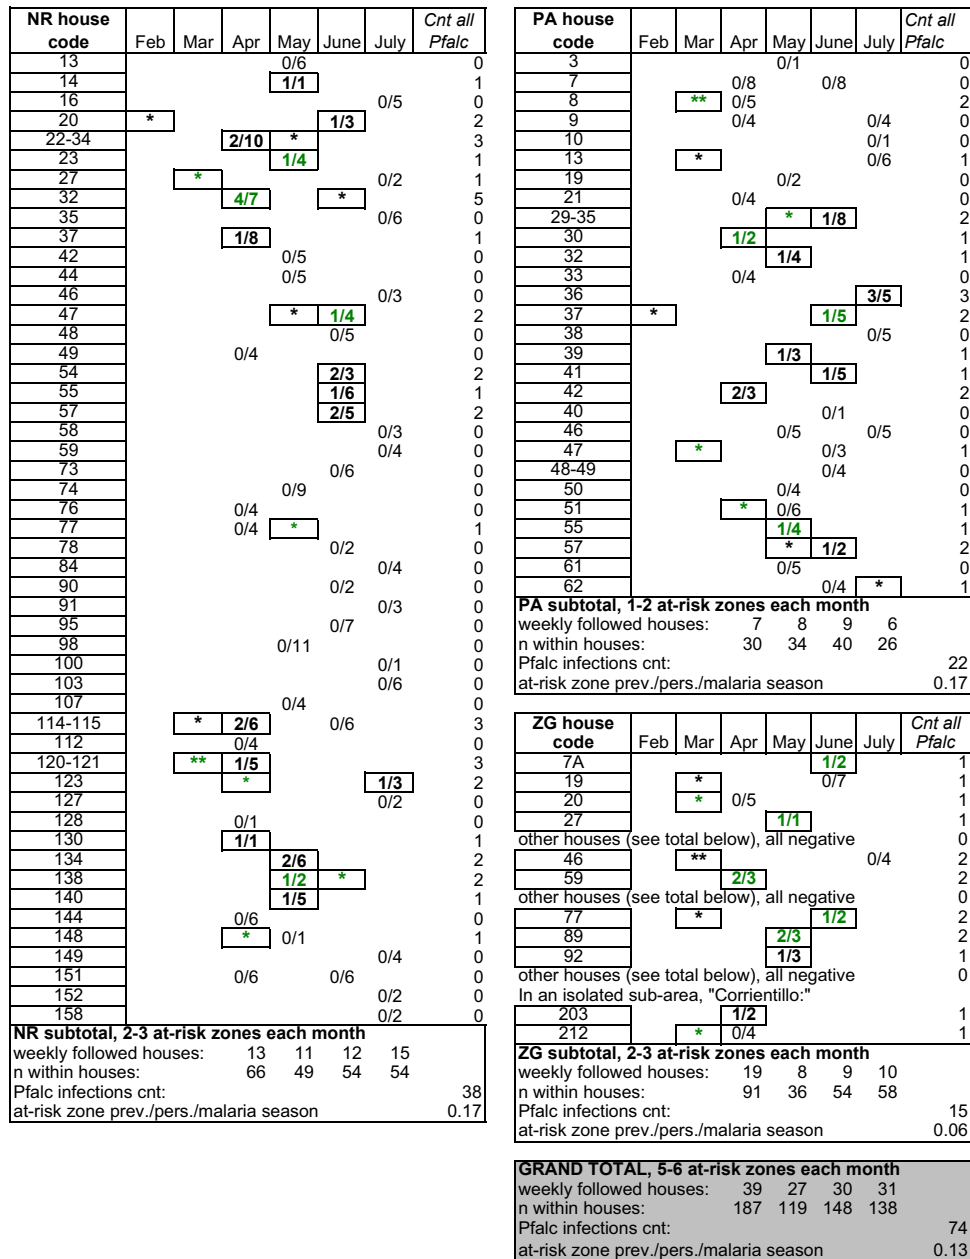 NR house Cnt all
code Feb Mar Apr May June July Pfalc
13 0/6 0
14 1/1 1
16 0/5 0
20 * 1/3 2
22-34 2/10 * 3
23 1/4 1
27 * 0/2 1
32 4/7 * 5
35 0/6 0
37 1/8 1
42 0/5 0
44 0/5 0
46 0/3 0
47 * 1/4 2
48 0/5 0
49 0/4 0
54 2/3 2
55 1/6 1
57 2/5 2
58 0/3 0
59 0/4 0
73 0/6 0
74 0/9 0
76 0/4 0
77 0/4 * 1
78 0/2 0
84 0/4 0
90 0/2 0
91 0/3 0
95 0/7 0
98 0/11 0
100 0/1 0
103 0/6 0
107 0/4 0
114-115 * 2/6 0/6 3
112 0/4 0
120-121 ** 1/5 3
123 * 1/3 2
127 0/2 0
128 0/1 0
130 1/1 1
134 2/6 2
138 1/2 * 2
140 1/5 1
144 0/6 0
148 * 0/1 1
149 0/4 0
151 0/6 0/6 0
152 0/2 0
158 0/2 0
NR subtotal, 2-3 at-risk zones each month
weekly followed houses: 13 11 12 15
n within houses: 66 49 54 54
Pfalc infections cnt: 38
at-risk zone prev./pers./malaria season 0.17
PA house Cnt all
code Feb Mar Apr May June July Pfalc
3 0/1 0
7 0/8 0/8 0
8 ** 0/5 2
9 0/4 0/4 0
10 0/1 0
13 * 0/6 1
19 0/2 0
21 0/4 0
29-35 * 1/8 2
30 1/2 1
32 1/4 1
33 0/4 0
36 3/5 3
37 * 1/5 2
38 0/5 0
39 1/3 1
41 1/5 1
42 2/3 2
40 0/1 0
46 0/5 0/5 0
47 * 0/3 1
48-49 0/4 0
50 0/4 0
51 * 0/6 1
55 1/4 1
57 * 1/2 2
61 0/5 0
62 0/4 * 1
PA subtotal, 1-2 at-risk zones each month
weekly followed houses: 7 8 9 6
n within houses: 30 34 40 26
Pfalc infections cnt: 22
at-risk zone prev./pers./malaria season 0.17
ZG house Cnt all
code Feb Mar Apr May June July Pfalc
7A 1/2 1
19 * 0/7 1
20 * 0/5 1
27 1/1 1
other houses (see total below), all negative 0
46 ** 0/4 2
59 2/3 2
other houses (see total below), all negative 0
77 * 1/2 2
89 2/3 2
92 1/3 1
other houses (see total below), all negative 0
In an isolated sub-area, "Corrientillo:"
203 1/2 1
212 * 0/4 1
ZG subtotal, 2-3 at-risk zones each month
weekly followed houses: 19 8 9 10
n within houses: 91 36 54 58
Pfalc infections cnt: 15
at-risk zone prev./pers./malaria season 0.06
GRAND TOTAL, 5-6 at-risk zones each month
weekly followed houses: 39 27 30 31
n within houses: 187 119 148 138
Pfalc infections cnt: 74
at-risk zone prev./pers./malaria season 0.13